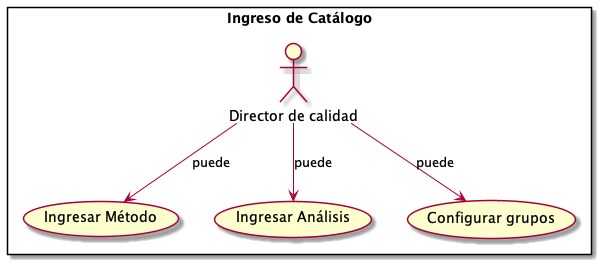 Ingreso de Catálogo
Director de calidad
puede
puede
puede
Ingresar Método
Ingresar Análisis
Configurar grupos